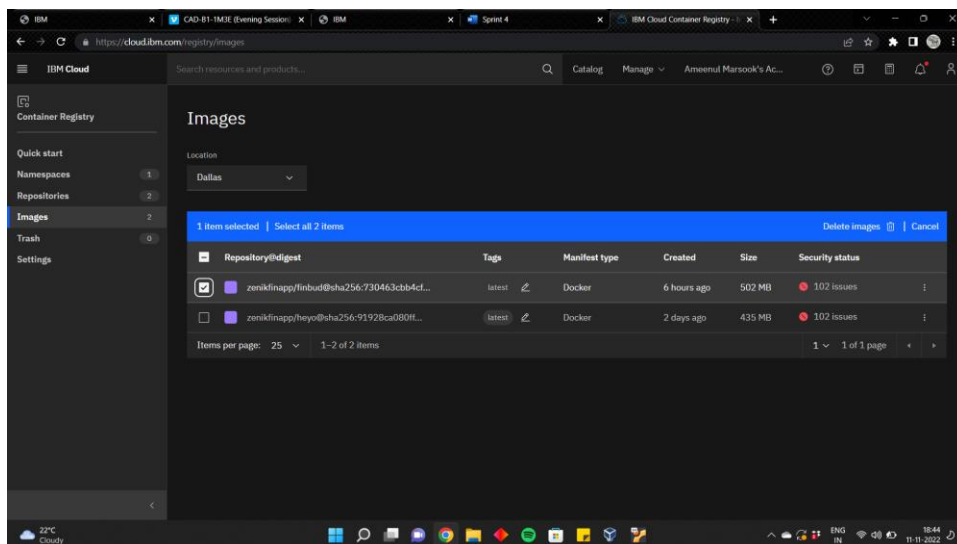 IBM
CAD-B1-1M3E (Evening Session)
IBM
Sprint 4
IBM Cloud Container Registry -
https://cloud.ibm.com/registry/images
IBM Cloud
Search resources and products...
Catalog
Manage
Ameenul Marsook's Ac...
Container Registry
Quick start
Namespaces 1
Repositories 2
Images 2
Trash 0
Settings
Images
Location
Dallas
1 item selected | Select all 2 items
Delete images | Cancel
Repository@digest Tags Manifest type Created Size Security status
zenikfinapp/finbud@sha256:730463cbb4cf... latest Docker 6 hours ago 502 MB 102 issues
zenikfinapp/heyo@sha256:91928ca080ff... latest Docker 2 days ago 435 MB 102 issues
Items per page: 25 1–2 of 2 items 1 1 of 1 page
22°C
Cloudy
ENG
IN
18:44
11-11-2022